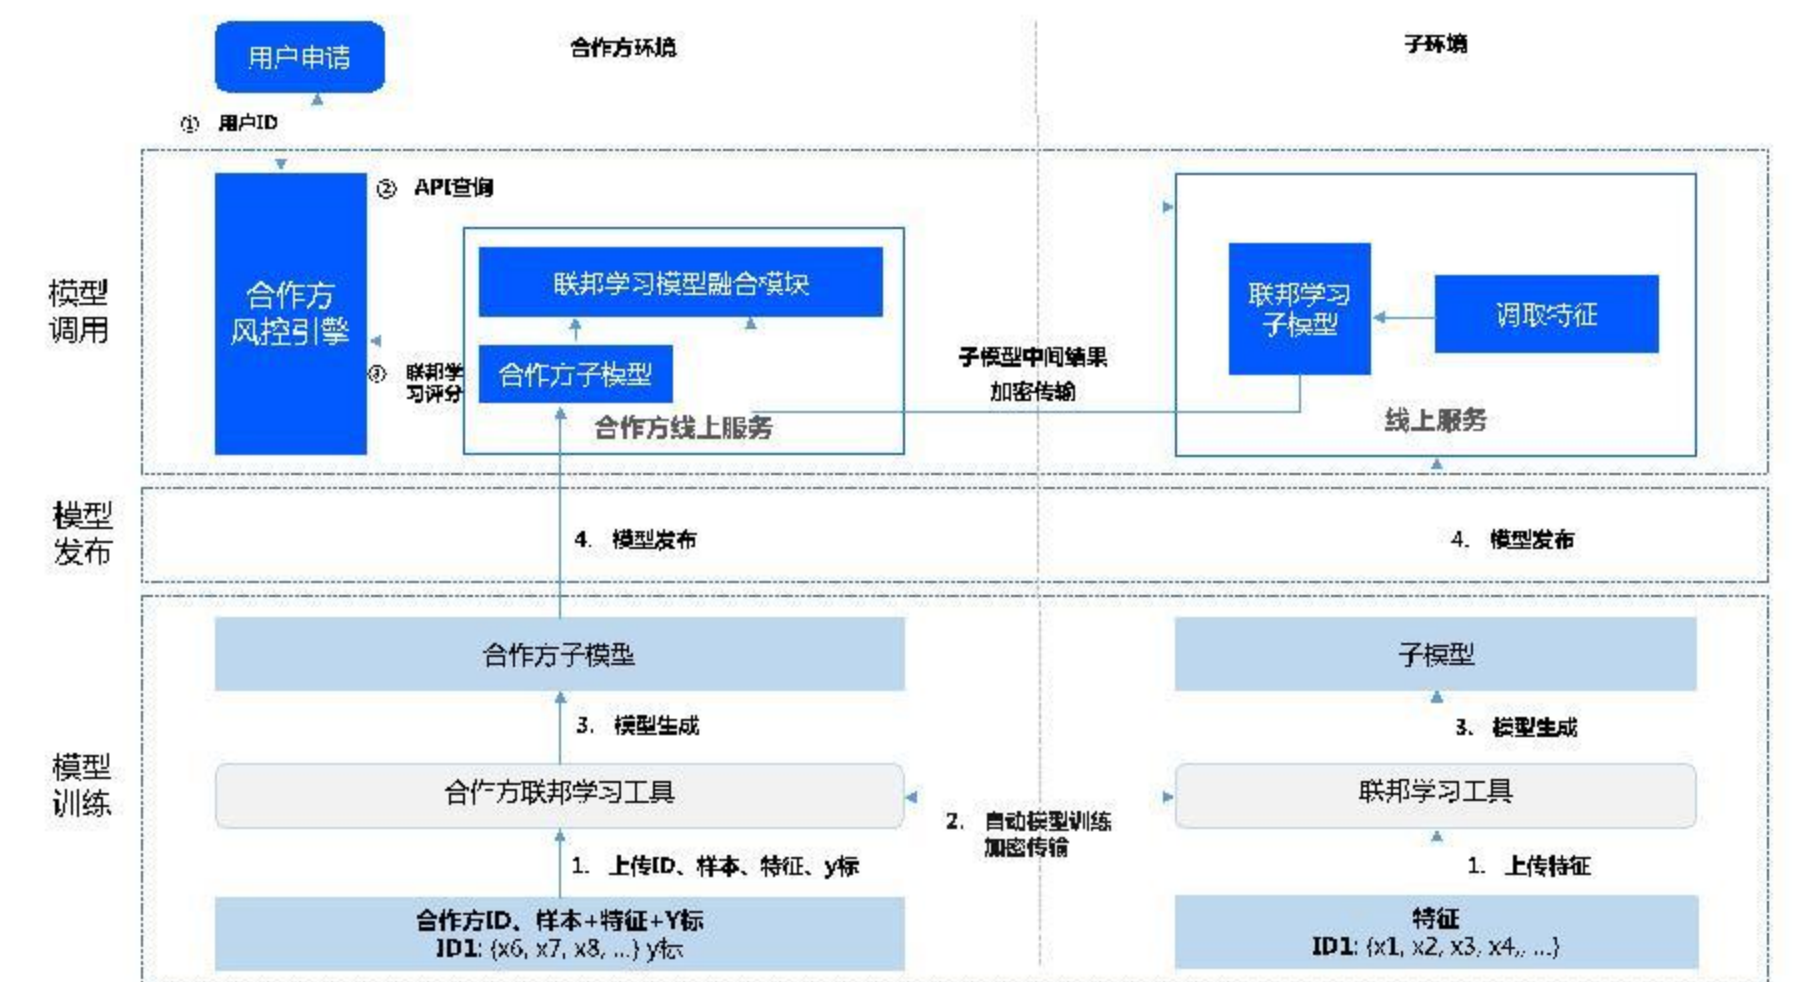 用户申请
合作方环境
子环境
① 用户ID
② API查询
模型
调用
合作方
风控引擎
联邦学习模型融合模块
合作方子模型
③ 联邦学
习评分
合作方线上服务
子模型中间结果
加密传输
联邦学习
子模型
调取特征
线上服务
模型
发布
4. 模型发布
4. 模型发布
模型
训练
合作方子模型
子模型
3. 模型生成
3. 模型生成
合作方联邦学习工具
联邦学习工具
2. 自动模型训练
加密传输
1. 上传ID、样本、特征、y标
1. 上传特征
合作方ID、样本+特征+Y标
ID1: {x6, x7, x8, ...} y标
特征
ID1: {x1, x2, x3, x4,, ...}